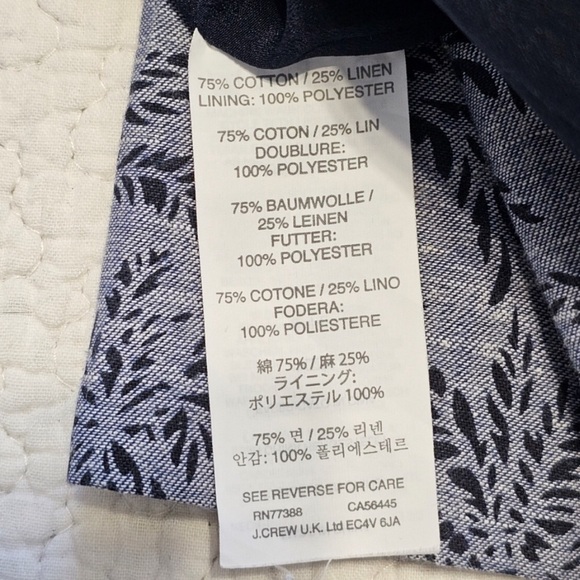 75% COTTON / 25% LINEN
LINING: 100% POLYESTER
75% COTON / 25% LIN
DOUBLURE:
100% POLYESTER
75% BAUMWOLLE /
25% LEINEN
FUTTER:
100% POLYESTER
75% COTONE / 25% LINO
FODERA:
100% POLIESTERE
綿 75% / 麻 25%
ライニング:
ポリエステル 100%
75% 면 / 25% 리넨
안감: 100% 폴리에스테르
SEE REVERSE FOR CARE
RN77388 CA56445
J.CREW U.K. Ltd EC4V 6JA